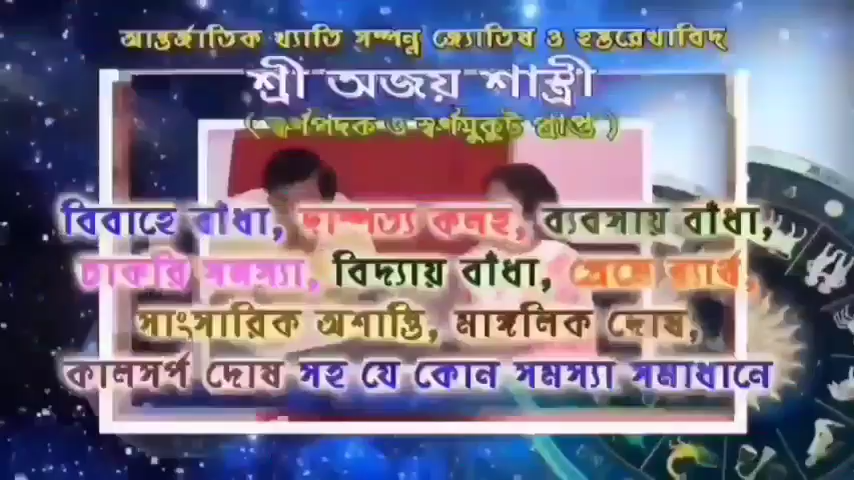 আন্তর্জাতিক খ্যাতি সম্পন্ন জ্যোতিষ ও হস্তরেখাবিদ
শ্রী অজয় শাস্ত্রী
( স্বর্ণপদক ও স্বর্ণমুকুট প্রাপ্ত )
বিবাহে বাঁধা, দাম্পত্য কলহ, ব্যবসায় বাঁধা,
চাকরি সমস্যা, বিদ্যায় বাঁধা, প্রেমে ব্যার্থ,
সাংসারিক অশান্তি, মাঙ্গলিক দোষ,
কালসর্প দোষ সহ যে কোন সমস্যা সমাধানে